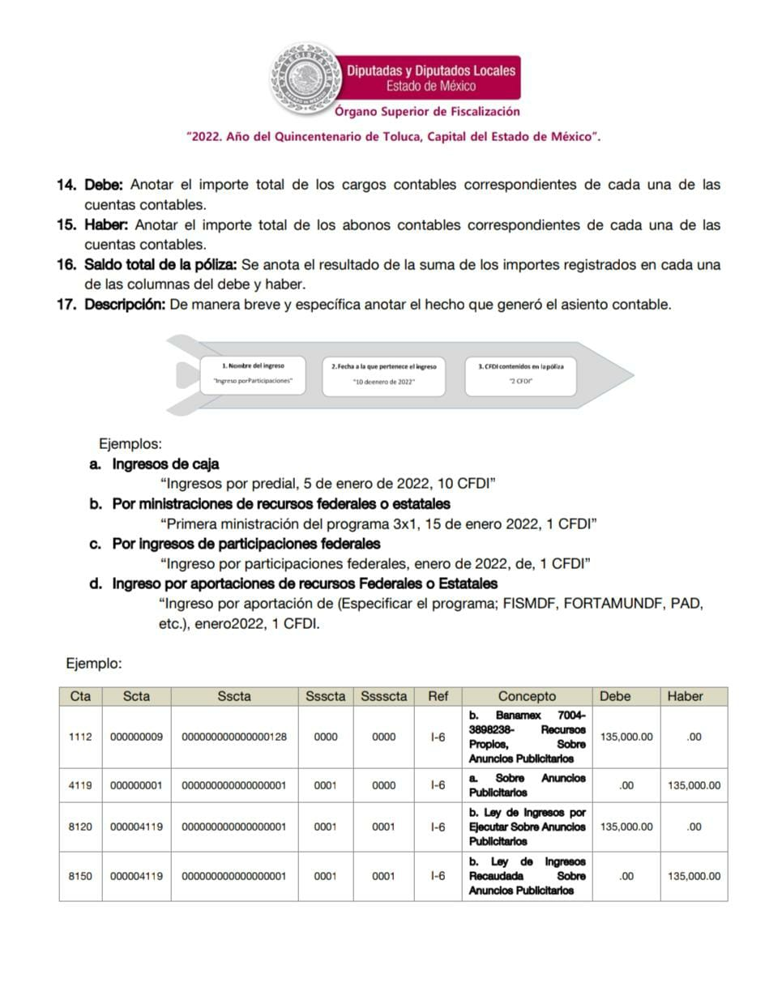 Diputadas y Diputados Locales
Estado de México
Órgano Superior de Fiscalización
"2022. Año del Quincentenario de Toluca, Capital del Estado de México".
14. Debe: Anotar el importe total de los cargos contables correspondientes de cada una de las
cuentas contables.
15. Haber: Anotar el importe total de los abonos contables correspondientes de cada una de las
cuentas contables.
16. Saldo total de la póliza: Se anota el resultado de la suma de los importes registrados en cada una
de las columnas del debe y haber.
17. Descripción: De manera breve y específica anotar el hecho que generó el asiento contable.
1. Nombre del ingreso
"Ingreso porParticipaciones"
2. Fecha a la que pertenece el ingreso
"10 deenero de 2022"
3. CFDI contenidos en la póliza
"2 CFDI"
Ejemplos:
a. Ingresos de caja
"Ingresos por predial, 5 de enero de 2022, 10 CFDI"
b. Por ministraciones de recursos federales o estatales
"Primera ministración del programa 3x1, 15 de enero 2022, 1 CFDI"
c. Por ingresos de participaciones federales
"Ingreso por participaciones federales, enero de 2022, de, 1 CFDI"
d. Ingreso por aportaciones de recursos Federales o Estatales
"Ingreso por aportación de (Especificar el programa; FISMDF, FORTAMUNDF, PAD,
etc.), enero2022, 1 CFDI.
Ejemplo:
Cta Scta Sscta Ssscta Sssscta Ref Concepto Debe Haber
1112 000000009 000000000000000128 0000 0000 I-6 b. Banamex 7004-
3898238- Recursos
Propios, Sobre
Anuncios Publicitarios 135,000.00 .00
4119 000000001 000000000000000001 0001 0000 I-6 a. Sobre Anuncios
Publicitarios .00 135,000.00
8120 000004119 000000000000000001 0001 0001 I-6 b. Ley de Ingresos por
Ejecutar Sobre Anuncios
Publicitarios 135,000.00 .00
8150 000004119 000000000000000001 0001 0001 I-6 b. Ley de Ingresos
Recaudada Sobre
Anuncios Publicitarios .00 135,000.00